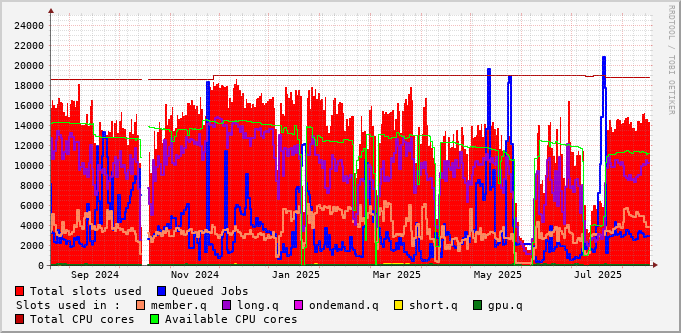 24000
22000
20000
18000
16000
14000
12000
10000
8000
6000
4000
2000
0
Sep 2024 Nov 2024 Jan 2025 Mar 2025 May 2025 Jul 2025
RRDTOOL / TOBI OETIKER
Total slots used Queued Jobs
Slots used in : member.q long.q ondemand.q short.q gpu.q
Total CPU cores Available CPU cores